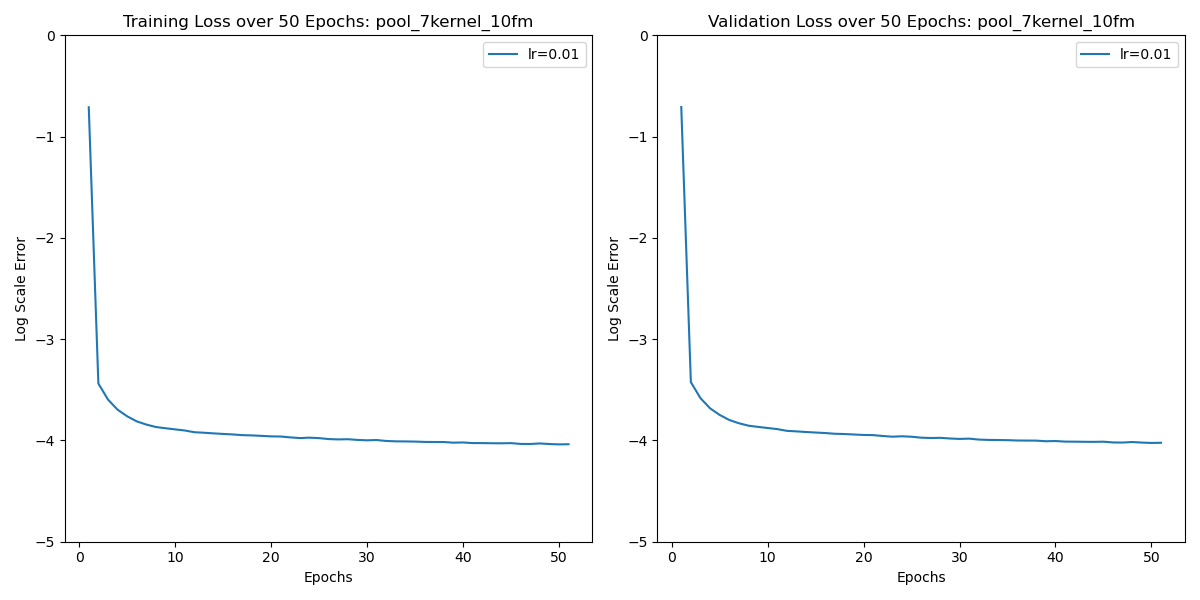 Training Loss over 50 Epochs: pool_7kernel_10fm
lr=0.01
0
−1
−2
−3
−4
−5
Log Scale Error
0 10 20 30 40 50
Epochs
Validation Loss over 50 Epochs: pool_7kernel_10fm
lr=0.01
0
−1
−2
−3
−4
−5
Log Scale Error
0 10 20 30 40 50
Epochs